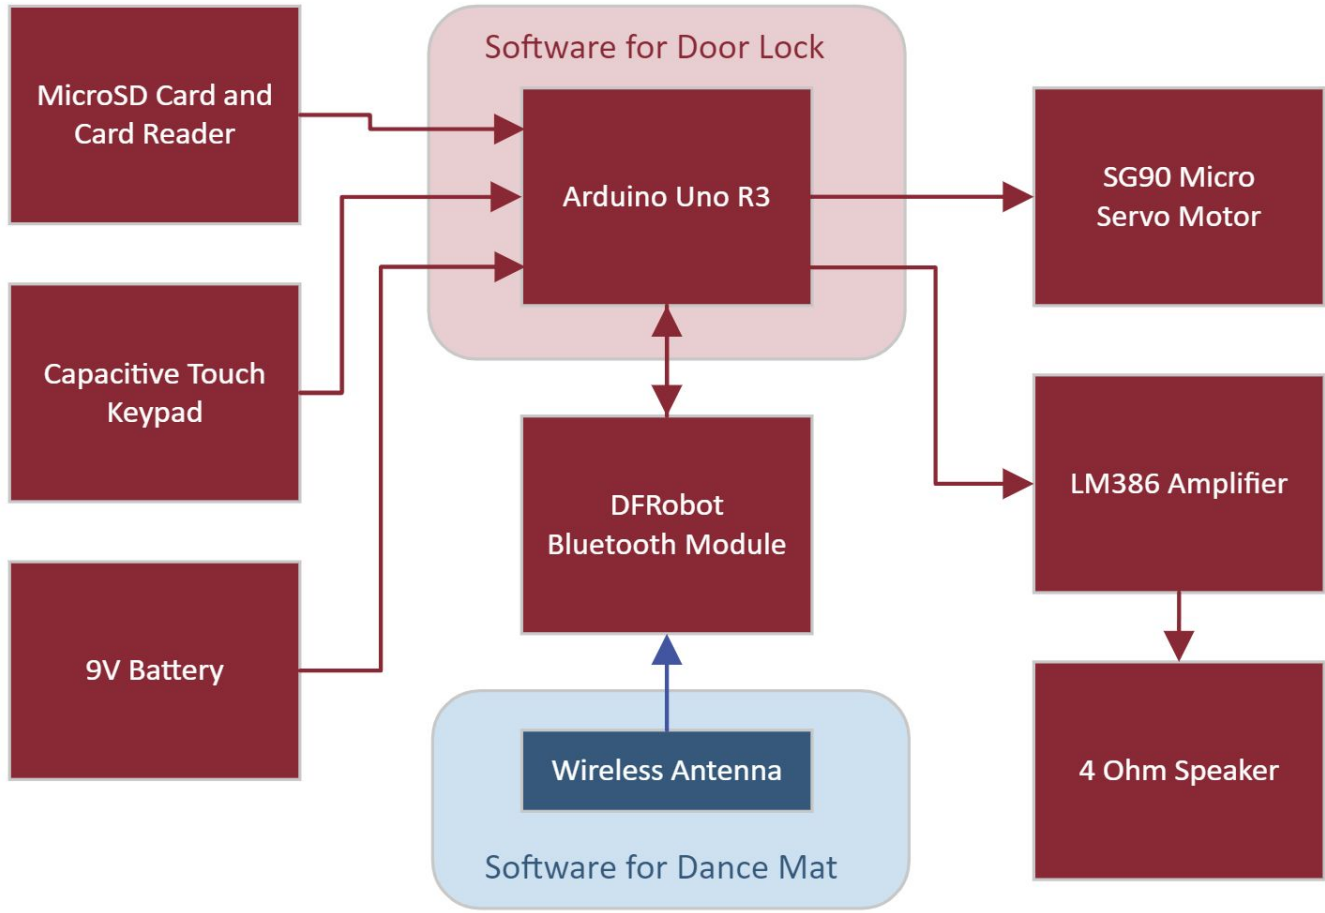 Software for Door Lock
MicroSD Card and
Card Reader
Arduino Uno R3
SG90 Micro
Servo Motor
Capacitive Touch
Keypad
DFRobot
Bluetooth Module
LM386 Amplifier
9V Battery
Wireless Antenna
4 Ohm Speaker
Software for Dance Mat